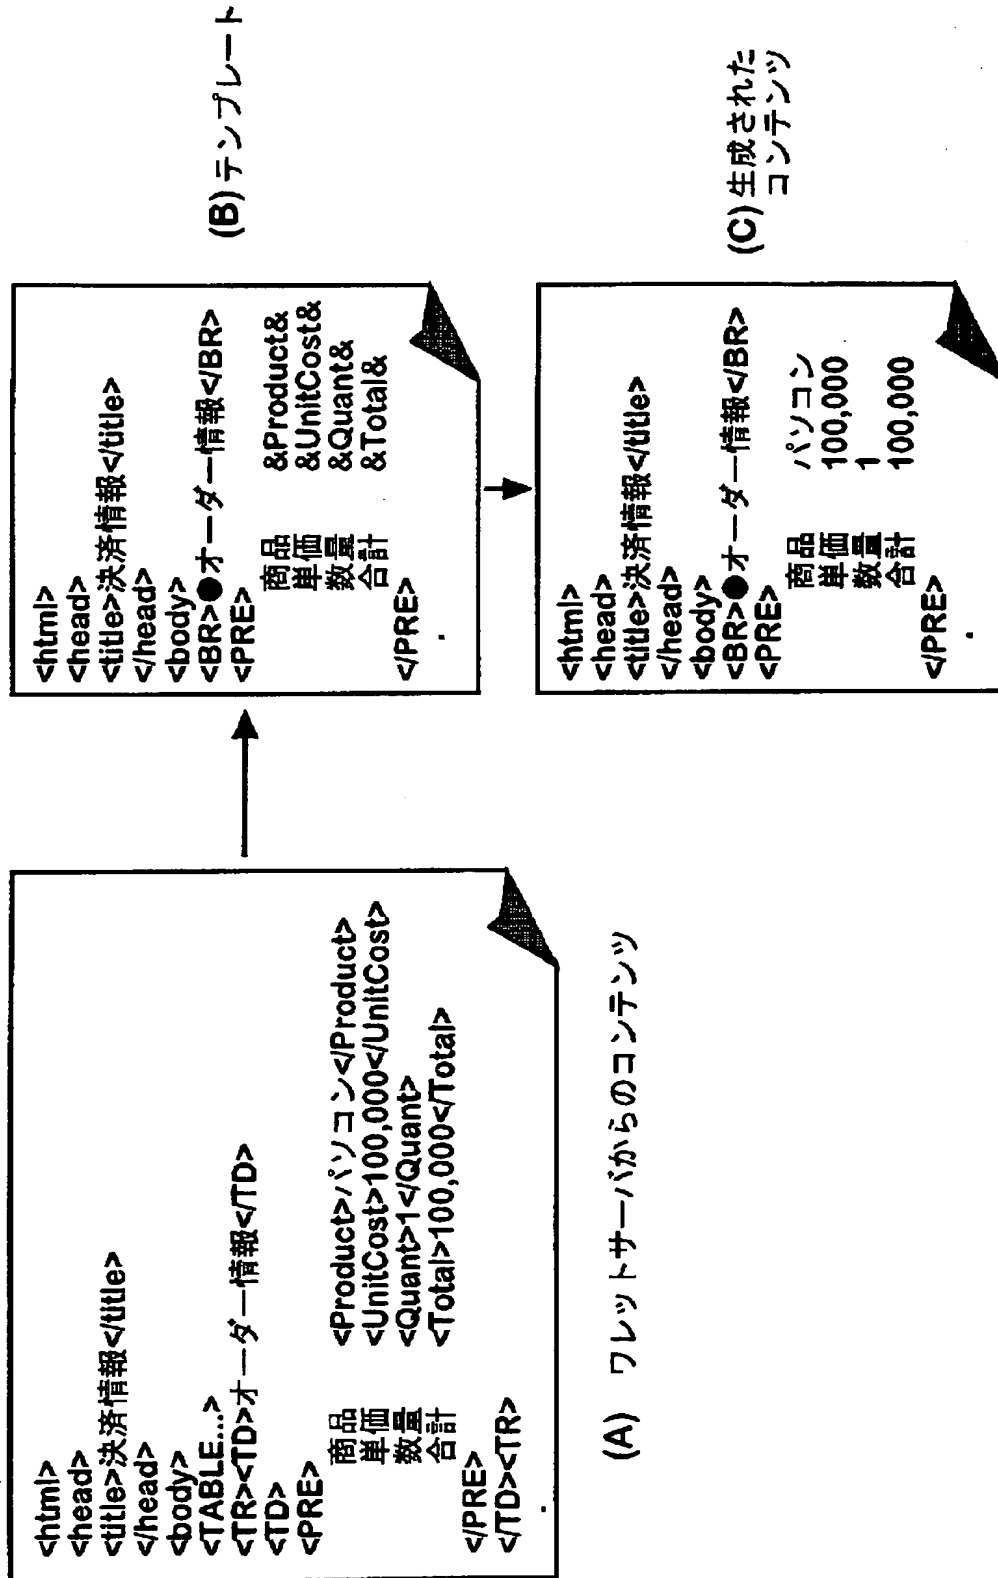 <html>
<head>
<title>決済情報</title>
</head>
<body>
<TABLE...>
<TR><TD>オーダー情報</TD>
<TD>
<PRE>
商品 <Product>パソコン</Product>
単価 <UnitCost>100,000</UnitCost>
数量 <Quant>1</Quant>
合計 <Total>100,000</Total>
</PRE>
</TD><TR>
(A) ワレットサーバからのコンテンツ
<html>
<head>
<title>決済情報</title>
</head>
<body>
<BR>●オーダー情報</BR>
<PRE>
商品 &Product&
単価 &UnitCost&
数量 &Quant&
合計 &Total&
</PRE>
(B) テンプレート
<html>
<head>
<title>決済情報</title>
</head>
<body>
<BR>●オーダー情報</BR>
<PRE>
商品 パソコン
単価 100,000
数量 1
合計 100,000
</PRE>
(C) 生成された
コンテンツ